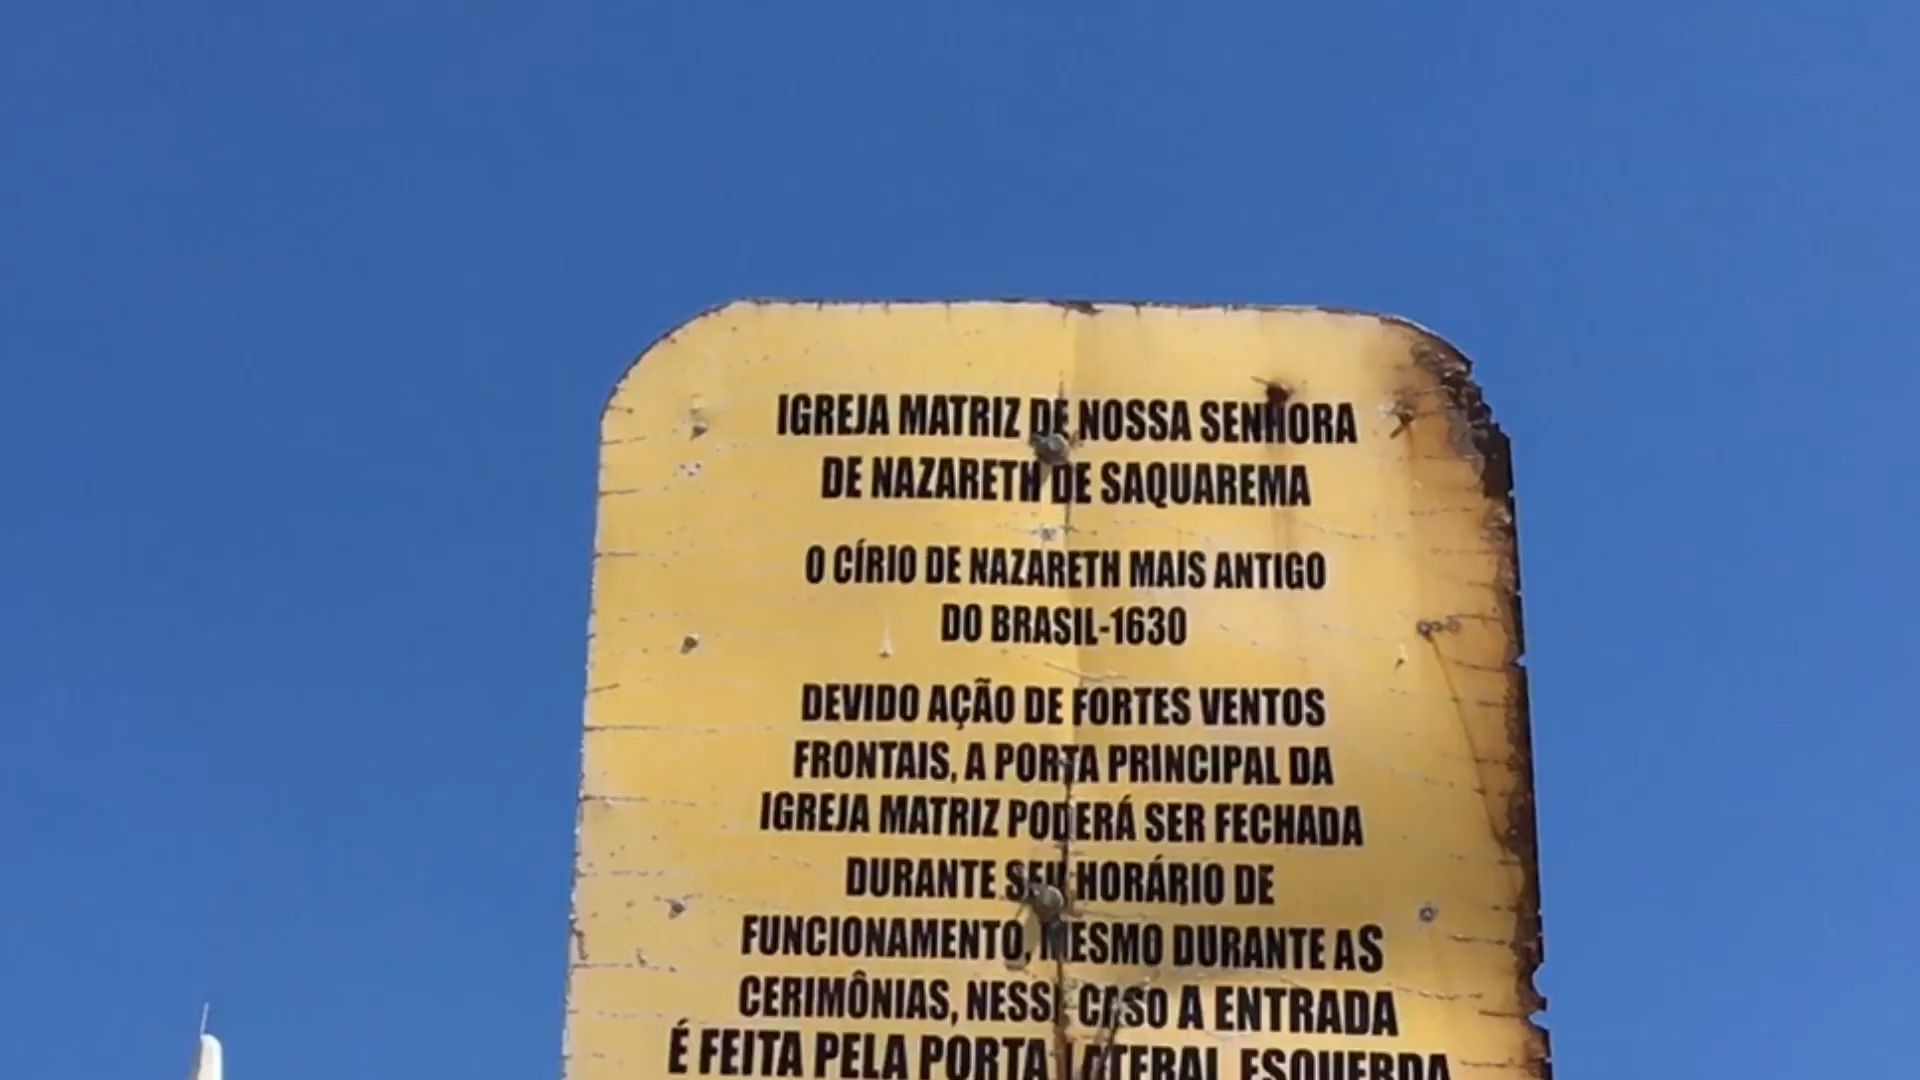 IGREJA MATRIZ DE NOSSA SENHORA
DE NAZARETH DE SAQUAREMA
O CÍRIO DE NAZARETH MAIS ANTIGO
DO BRASIL-1630
DEVIDO AÇÃO DE FORTES VENTOS
FRONTAIS, A PORTA PRINCIPAL DA
IGREJA MATRIZ PODERÁ SER FECHADA
DURANTE SEU HORÁRIO DE
FUNCIONAMENTO, MESMO DURANTE AS
CERIMÔNIAS, NESSE CASO A ENTRADA
É FEITA PELA PORTA LATERAL ESQUERDA